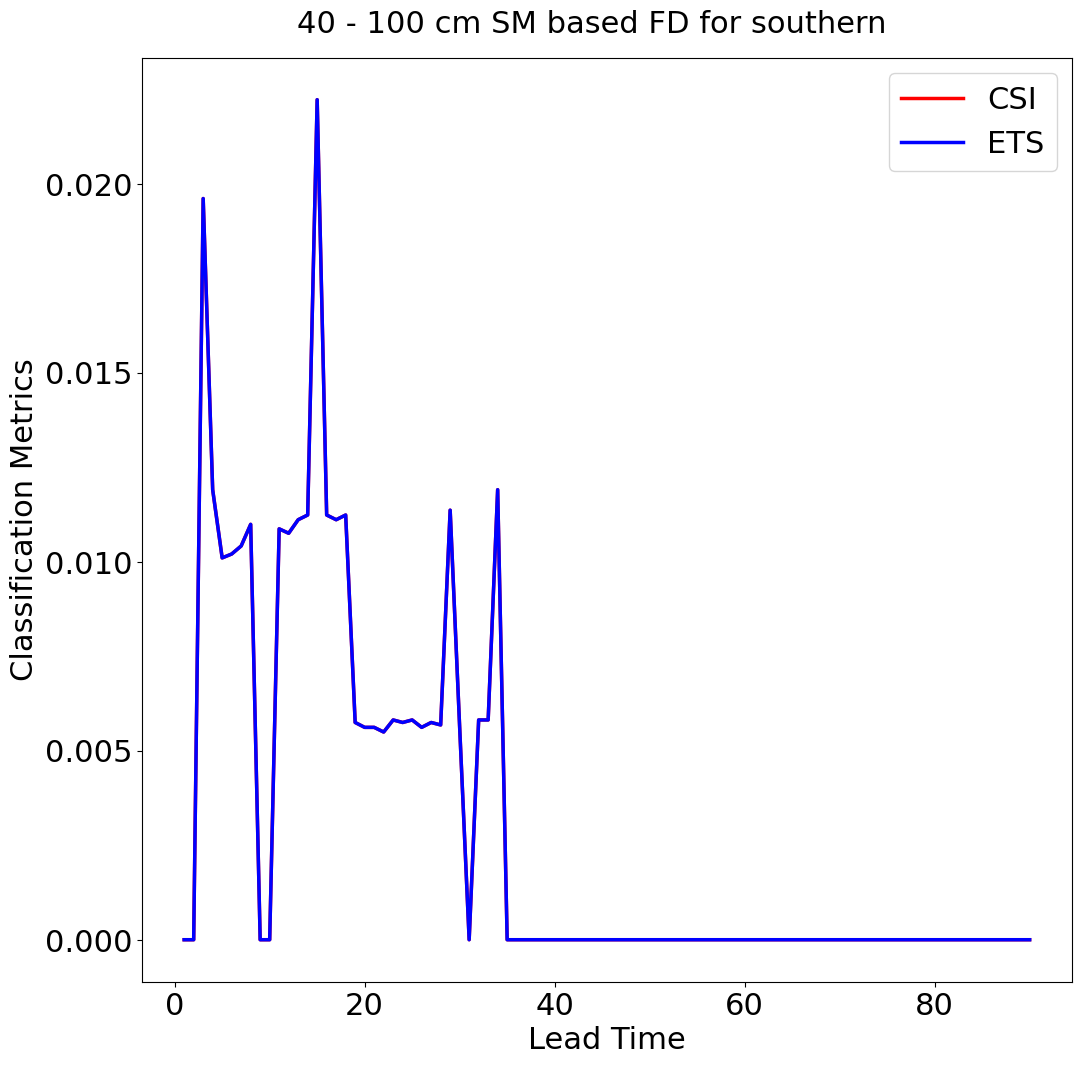 40 - 100 cm SM based FD for southern
CSI
ETS
Classification Metrics
0.020
0.015
0.010
0.005
0.000
0 20 40 60 80
Lead Time